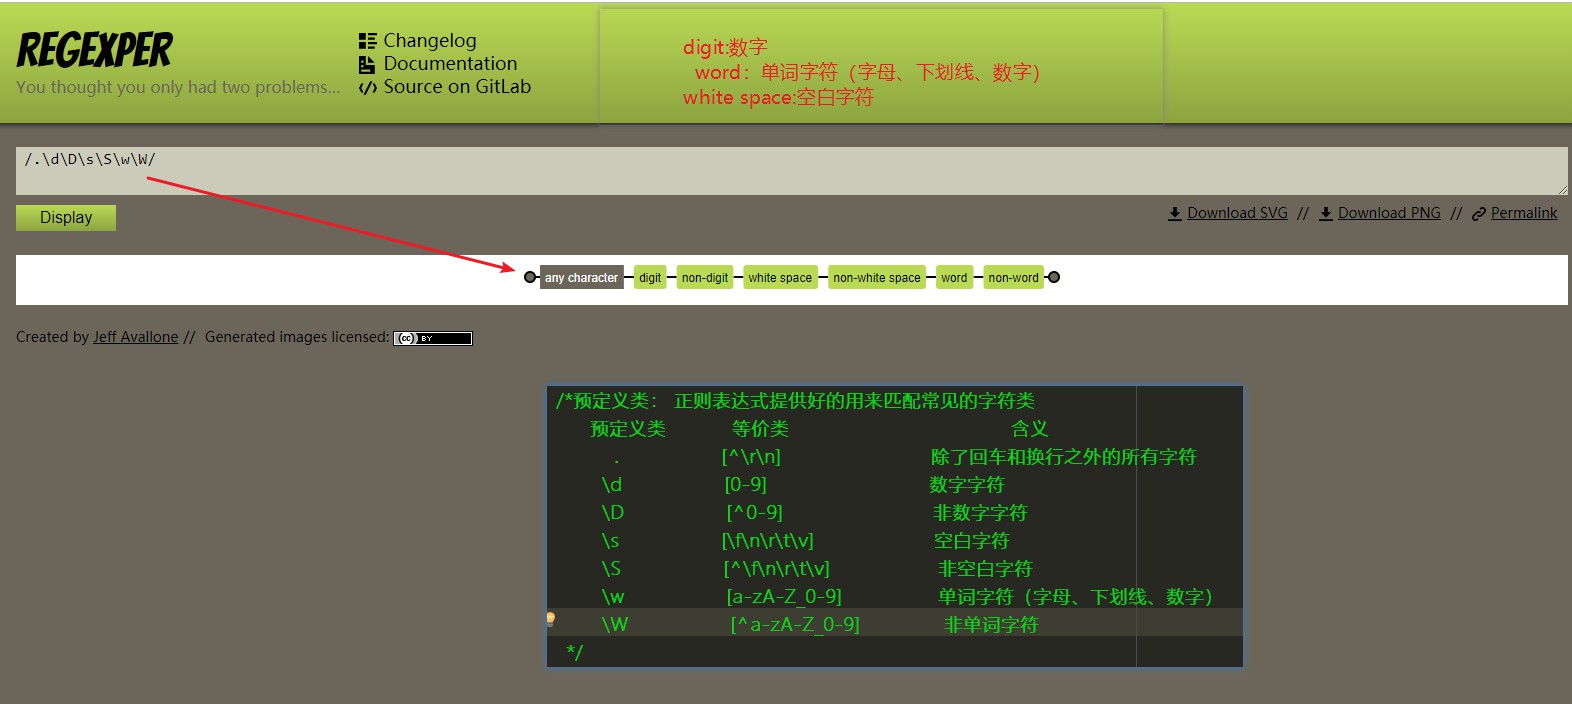 REGEXPER
You thought you only had two problems...
Changelog
Documentation
Source on GitLab
digit:数字
word：单词字符（字母、下划线、数字）
white space:空白字符
/.\d\D\s\S\w\W/
Display
Download SVG // Download PNG // Permalink
any character digit non-digit white space non-white space word non-word
Created by Jeff Avallone // Generated images licensed: (cc) BY
/*预定义类： 正则表达式提供好的用来匹配常见的字符类
预定义类 等价类 含义
. [^\r\n] 除了回车和换行之外的所有字符
\d [0-9] 数字字符
\D [^0-9] 非数字字符
\s [\f\n\r\t\v] 空白字符
\S [^\f\n\r\t\v] 非空白字符
\w [a-zA-Z_0-9] 单词字符（字母、下划线、数字）
\W [^a-zA-Z_0-9] 非单词字符
*/